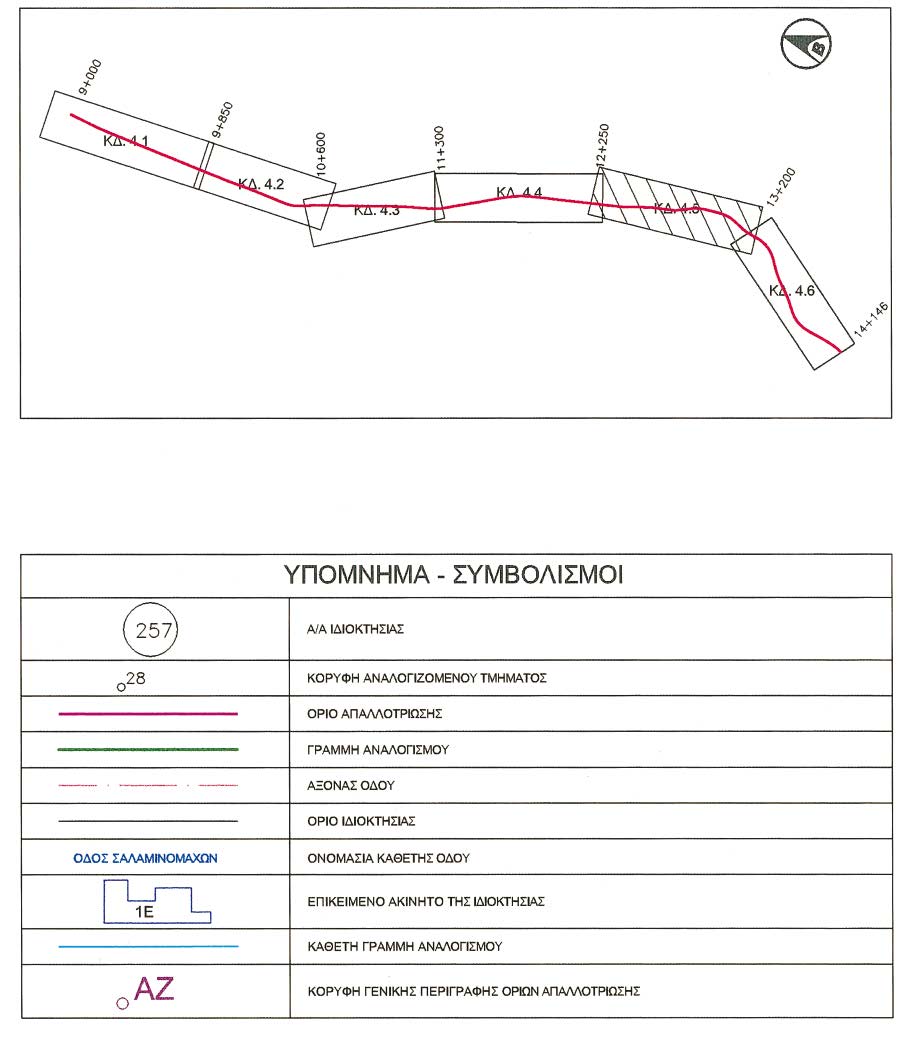 Β
9+000
9+850
10+600
11+300
12+250
13+200
14+146
ΚΔ. 4.1
ΚΔ. 4.2
ΚΔ. 4.3
ΚΔ. 4.4
ΚΔ. 4.5
ΚΔ. 4.6
ΥΠΟΜΝΗΜΑ - ΣΥΜΒΟΛΙΣΜΟΙ
257 Α/Α ΙΔΙΟΚΤΗΣΙΑΣ
28 ΚΟΡΥΦΗ ΑΝΑΛΟΓΙΖΟΜΕΝΟΥ ΤΜΗΜΑΤΟΣ
ΟΡΙΟ ΑΠΑΛΛΟΤΡΙΩΣΗΣ
ΓΡΑΜΜΗ ΑΝΑΛΟΓΙΣΜΟΥ
ΑΞΟΝΑΣ ΟΔΟΥ
ΟΡΙΟ ΙΔΙΟΚΤΗΣΙΑΣ
ΟΔΟΣ ΣΑΛΑΜΙΝΟΜΑΧΩΝ ΟΝΟΜΑΣΙΑ ΚΑΘΕΤΗΣ ΟΔΟΥ
1Ε ΕΠΙΚΕΙΜΕΝΟ ΑΚΙΝΗΤΟ ΤΗΣ ΙΔΙΟΚΤΗΣΙΑΣ
ΚΑΘΕΤΗ ΓΡΑΜΜΗ ΑΝΑΛΟΓΙΣΜΟΥ
ΑΖ ΚΟΡΥΦΗ ΓΕΝΙΚΗΣ ΠΕΡΙΓΡΑΦΗΣ ΟΡΙΩΝ ΑΠΑΛΛΟΤΡΙΩΣΗΣ